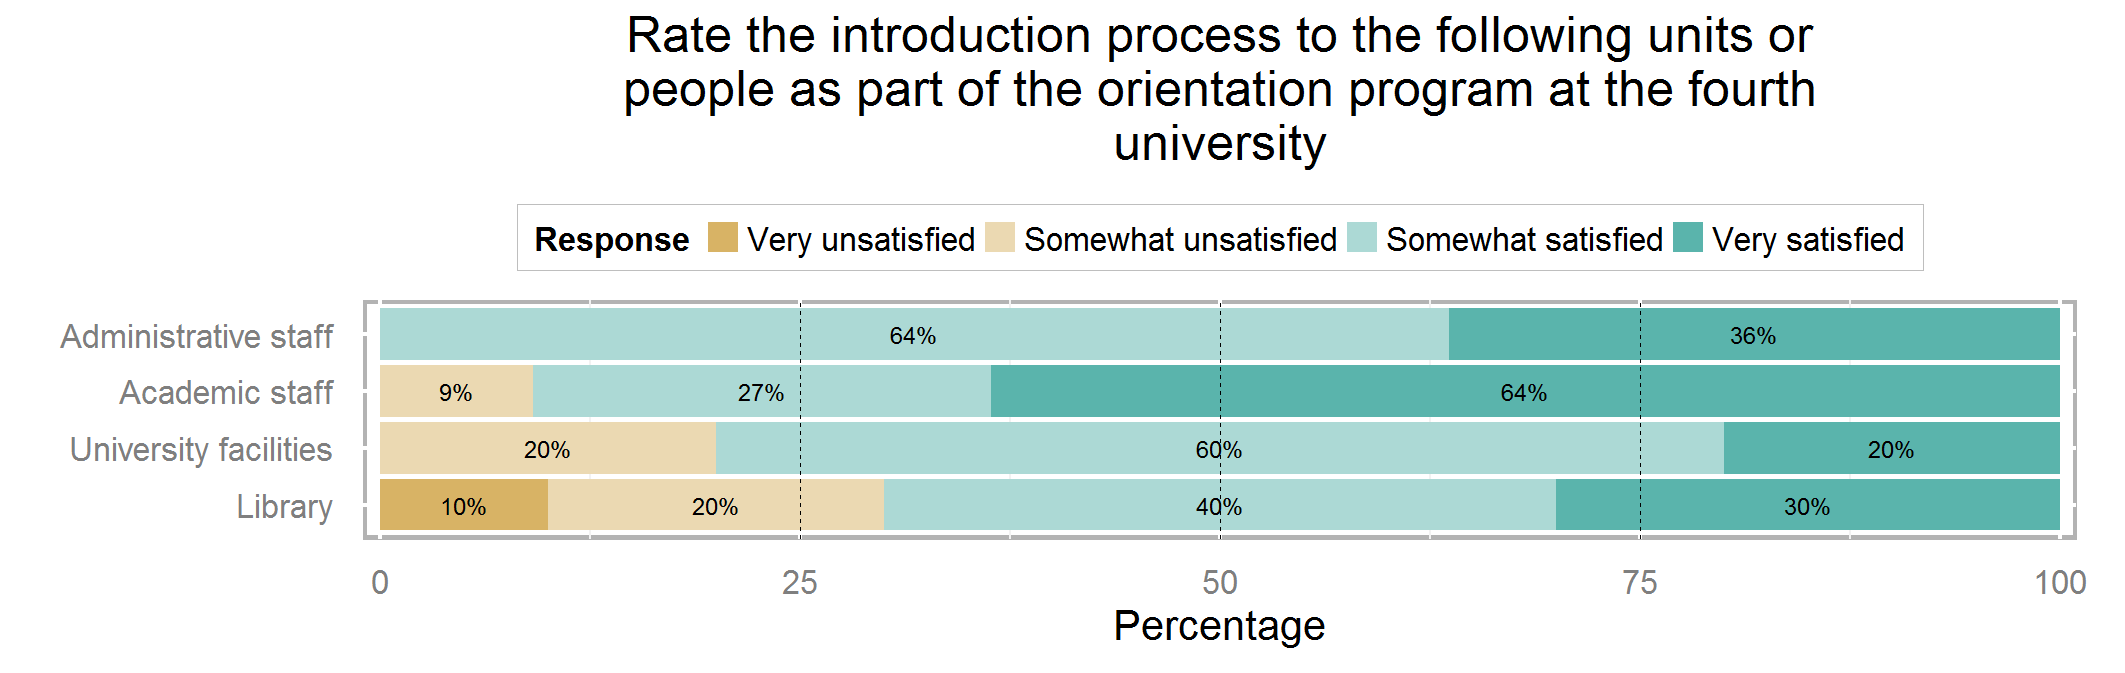 Rate the introduction process to the following units or
people as part of the orientation program at the fourth
university
Response Very unsatisfied Somewhat unsatisfied Somewhat satisfied Very satisfied
Administrative staff 64% 36%
Academic staff 9% 27% 64%
University facilities 20% 60% 20%
Library 10% 20% 40% 30%
0 25 50 75 100
Percentage